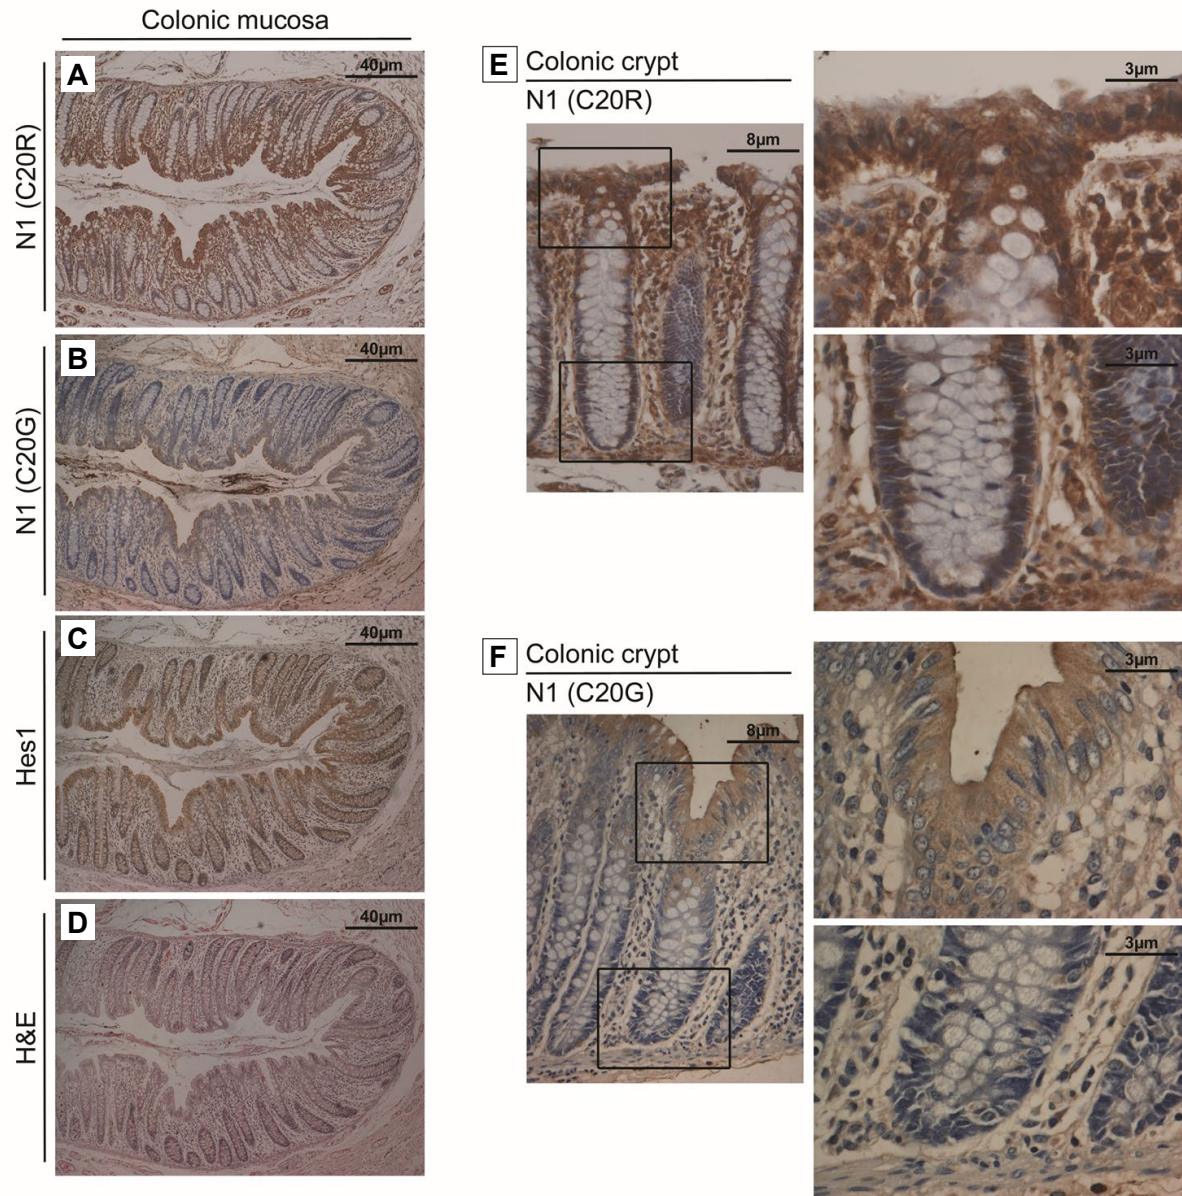 Colonic mucosa
A
40µm
N1 (C20R)
B
40µm
N1 (C20G)
C
40µm
Hes1
D
40µm
H&E
E
Colonic crypt
N1 (C20R)
8µm
3µm
3µm
F
Colonic crypt
N1 (C20G)
8µm
3µm
3µm